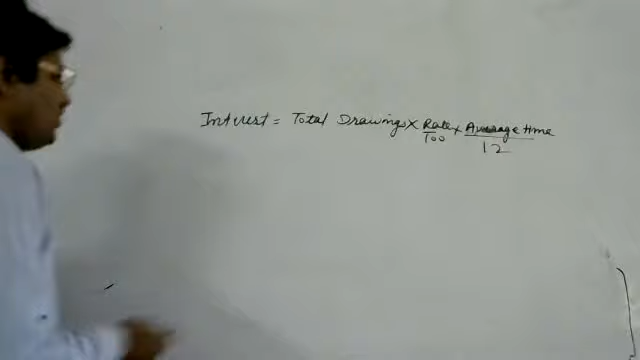 Interest = Total Drawings × Rate/100 × Average time/12